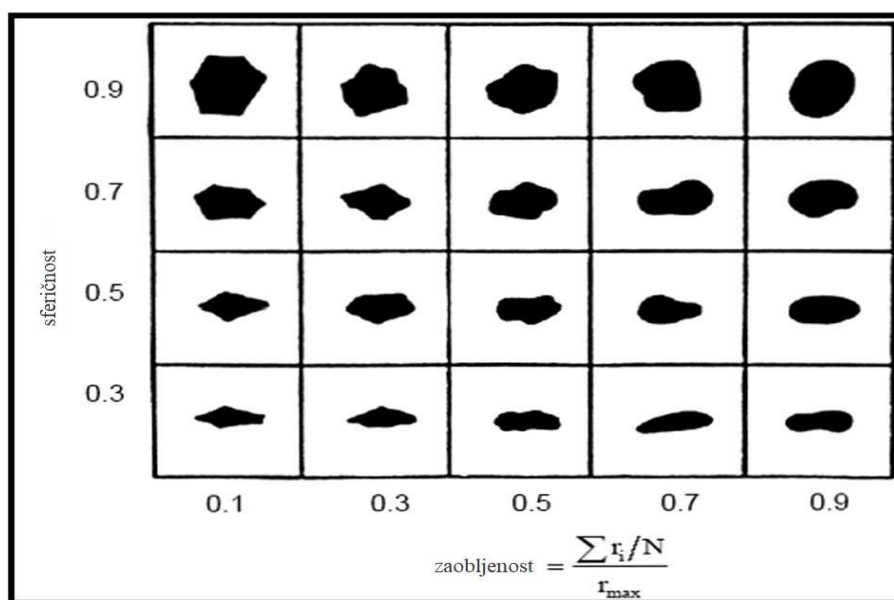 0.9
0.7
0.5
0.3
sferičnost
0.1 0.3 0.5 0.7 0.9
zaobljenost = ∑ rᵢ/N / rₘₐₓ